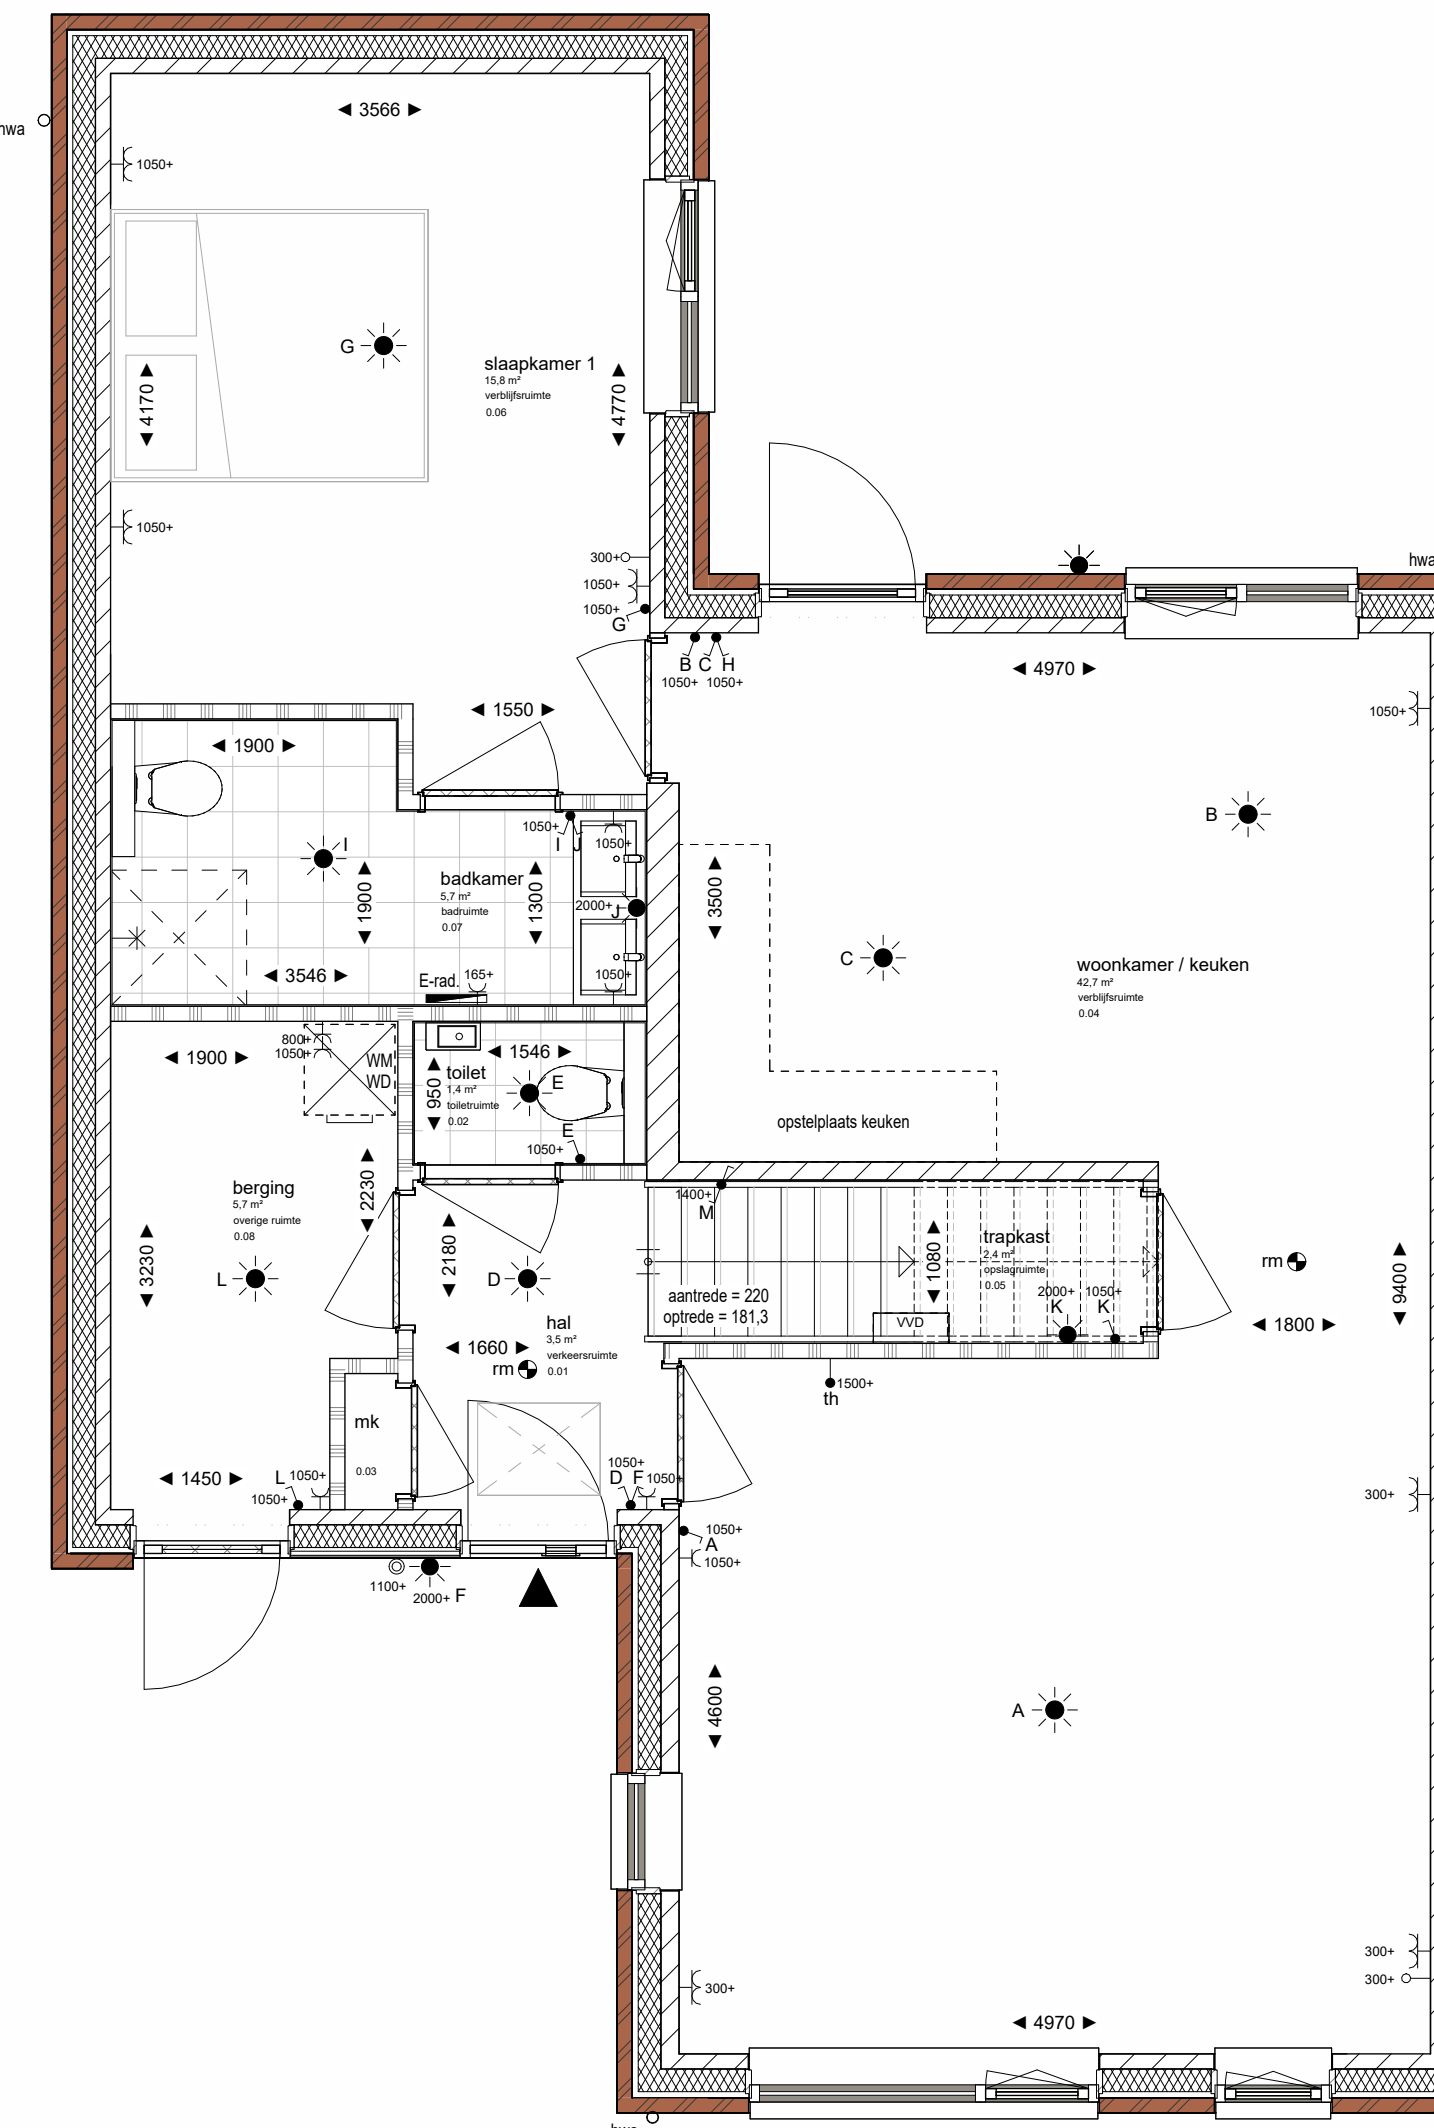 ◄ 3566 ►
hwa
1050+
G
slaapkamer 1
15,8 m²
verblijfsruimte
0.06
◄ 4170 ►
◄ 4770 ►
1050+
300+
1050+
1050+
G
hwa
B C H
1050+ 1050+
◄ 4970 ►
◄ 1550 ►
1050+
◄ 1900 ►
B
1050+
I J
1050+
I
badkamer
5,7 m²
badruimte
0.07
◄ 1900 ►
◄ 1300 ►
2000+
J
◄ 3500 ►
C
woonkamer / keuken
42,7 m²
verblijfsruimte
0.04
◄ 3546 ►
E-rad.
165+
1050+
800+
1050+
◄ 1900 ►
WM
WD
◄ 1546 ►
◄ 950 ►
toilet
1,4 m²
toiletruimte
0.02
E
E
1050+
opstelplaats keuken
berging
5,7 m²
overige ruimte
0.08
◄ 2230 ►
◄ 3230 ►
L
◄ 2180 ►
D
1400+
M
◄ 1080 ►
trapkast
2,4 m²
opslagruimte
0.05
2000+
K
1050+
K
rm
◄ 9400 ►
◄ 1800 ►
aantrede = 220
optrede = 181,3
VVD
hal
3,5 m²
verkeersruimte
0.01
◄ 1660 ►
rm
1500+
th
mk
0.03
◄ 1450 ►
L 1050+
1050+
1050+
D F 1050+
300+
1050+
A
1050+
1100+
2000+ F
◄ 4600 ►
A
300+
300+
300+
◄ 4970 ►
hwa